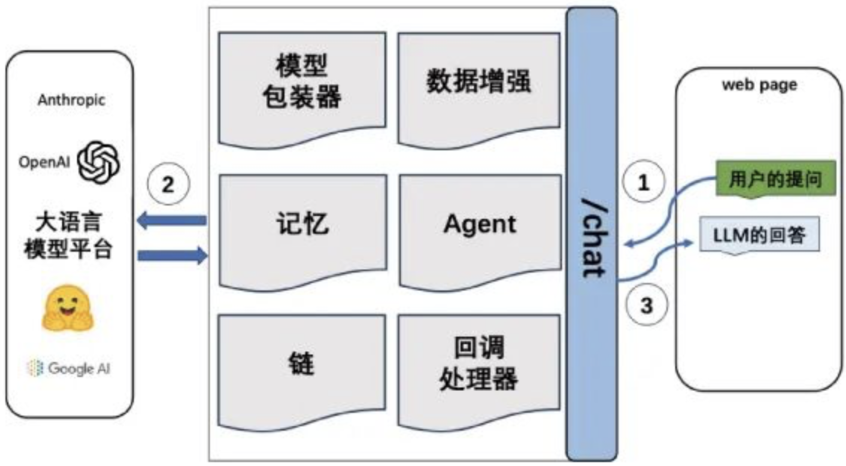 Anthropic
OpenAI
大语言
模型平台
Google AI
2
模型
包装器
数据增强
记忆
Agent
链
回调
处理器
/chat
1
3
web page
用户的提问
LLM的回答